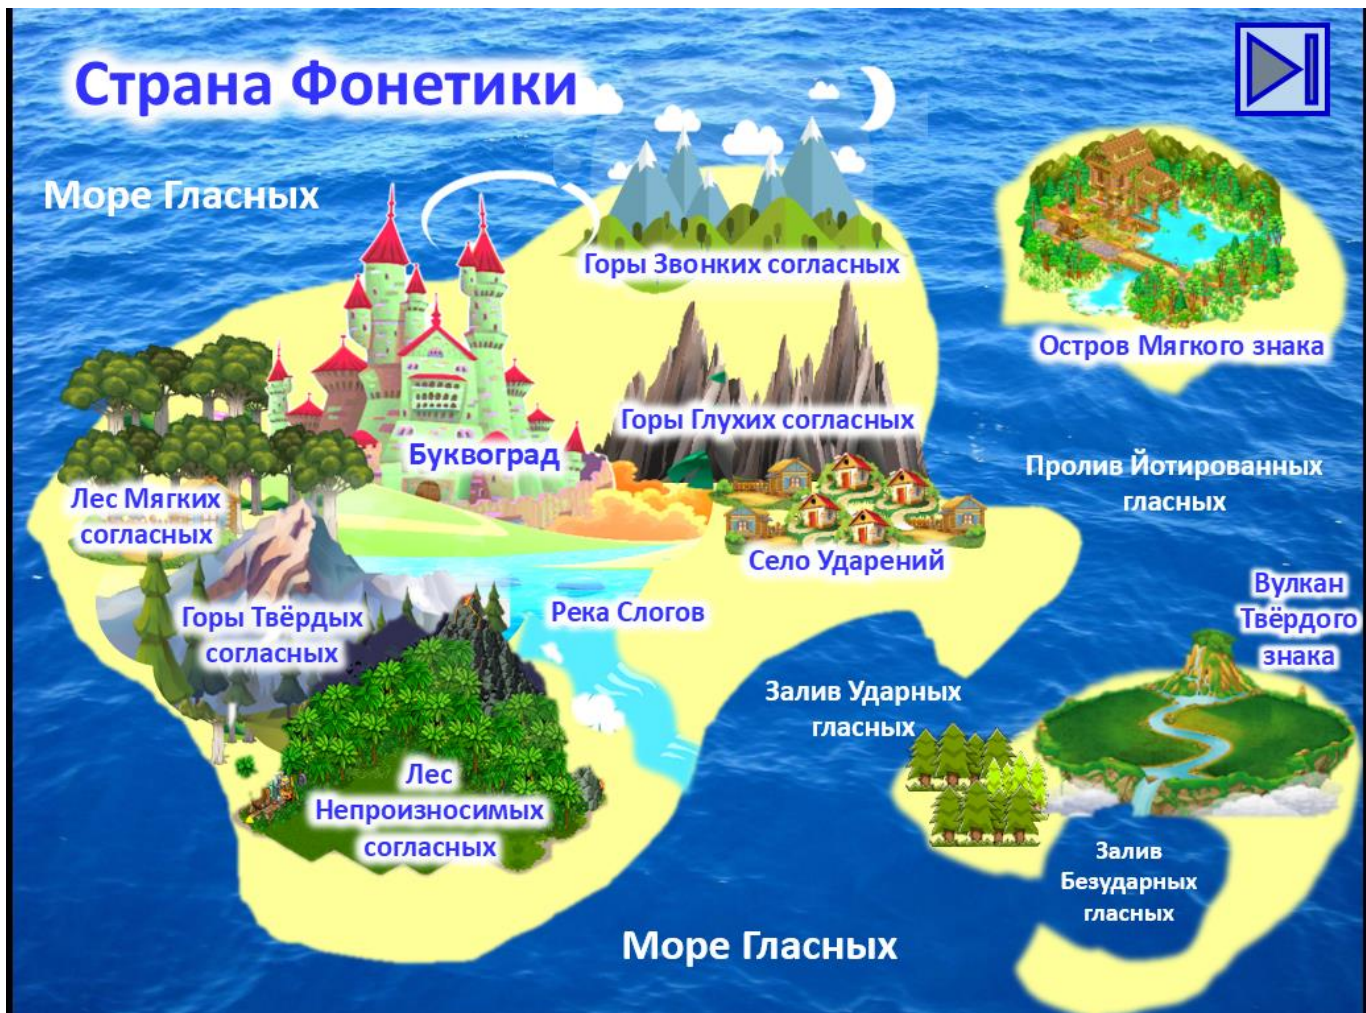 Страна Фонетики
Море Гласных
Горы Звонких согласных
Остров Мягкого знака
Горы Глухих согласных
Буквоград
Пролив Йотированных
гласных
Лес Мягких
согласных
Село Ударений
Вулкан
Твёрдого
знака
Река Слогов
Горы Твёрдых
согласных
Залив Ударных
гласных
Лес
Непроизносимых
согласных
Залив
Безударных
гласных
Море Гласных